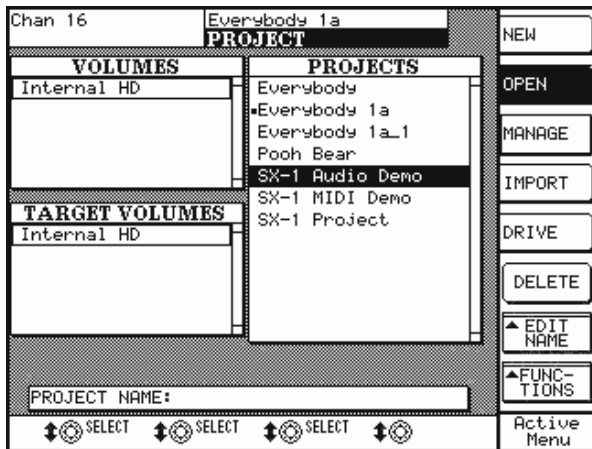 Chan 16
Everybody 1a
PROJECT
VOLUMES
Internal HD
TARGET VOLUMES
Internal HD
PROJECTS
Everybody
▪Everybody 1a
Everybody 1a_1
Pooh Bear
SX-1 Audio Demo
SX-1 MIDI Demo
SX-1 Project
PROJECT NAME:
SELECT SELECT SELECT
NEW
OPEN
MANAGE
IMPORT
DRIVE
DELETE
EDIT
NAME
FUNC-
TIONS
Active
Menu